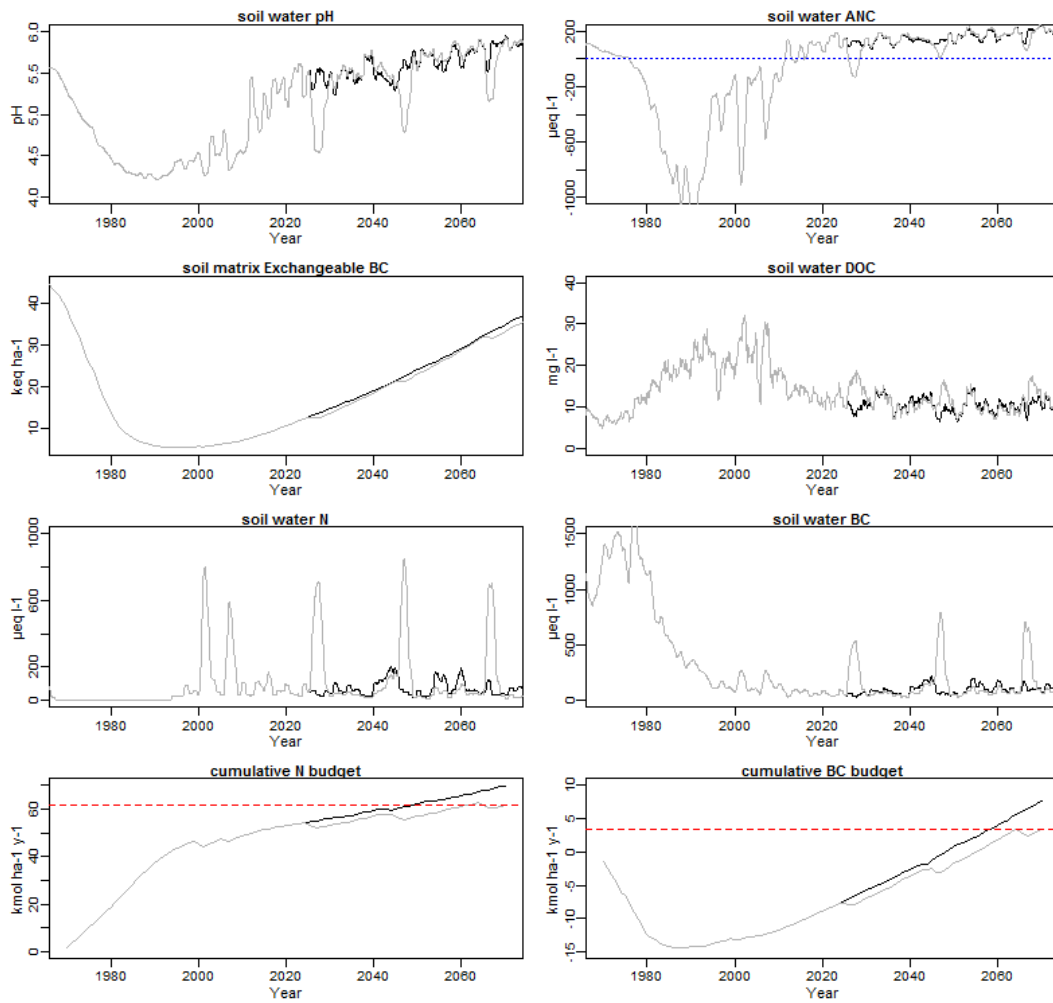 soil water pH
pH
4.0 4.5 5.0 5.5 6.0
1980 2000 2020 2040 2060
Year
soil water ANC
µeq l-1
-1000 -600 -200 200
1980 2000 2020 2040 2060
Year
soil matrix Exchangeable BC
keq ha-1
10 20 30 40
1980 2000 2020 2040 2060
Year
soil water DOC
mg l-1
0 10 20 30 40
1980 2000 2020 2040 2060
Year
soil water N
µeq l-1
0 200 600 1000
1980 2000 2020 2040 2060
Year
soil water BC
µeq l-1
0 500 1000 1500
1980 2000 2020 2040 2060
Year
cumulative N budget
kmol ha-1 y-1
0 20 40 60
1980 2000 2020 2040 2060
Year
cumulative BC budget
kmol ha-1 y-1
-15 -10 -5 0 5 10
1980 2000 2020 2040 2060
Year